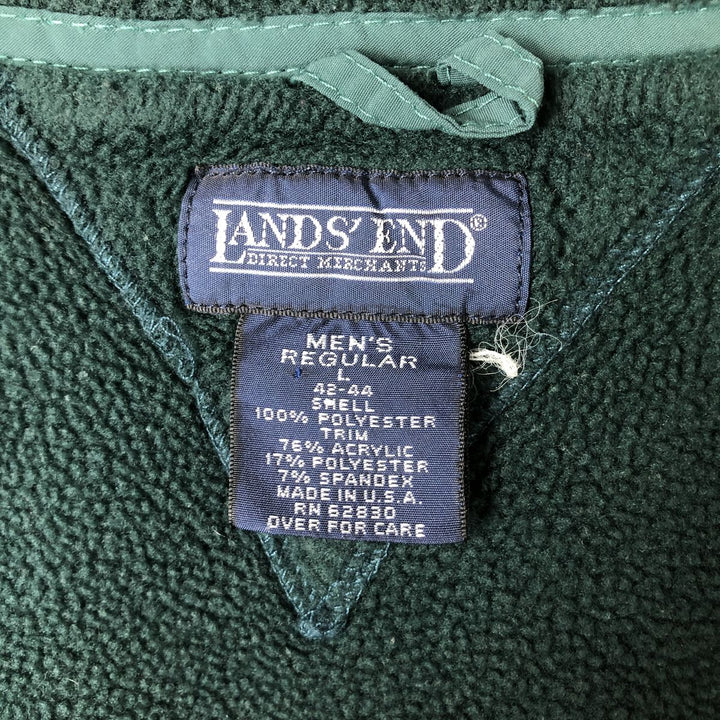 LANDS' END®
DIRECT MERCHANTS
MEN'S
REGULAR
L
42-44
SHELL
100% POLYESTER
TRIM
76% ACRYLIC
17% POLYESTER
7% SPANDEX
MADE IN U.S.A.
RN 62830
OVER FOR CARE